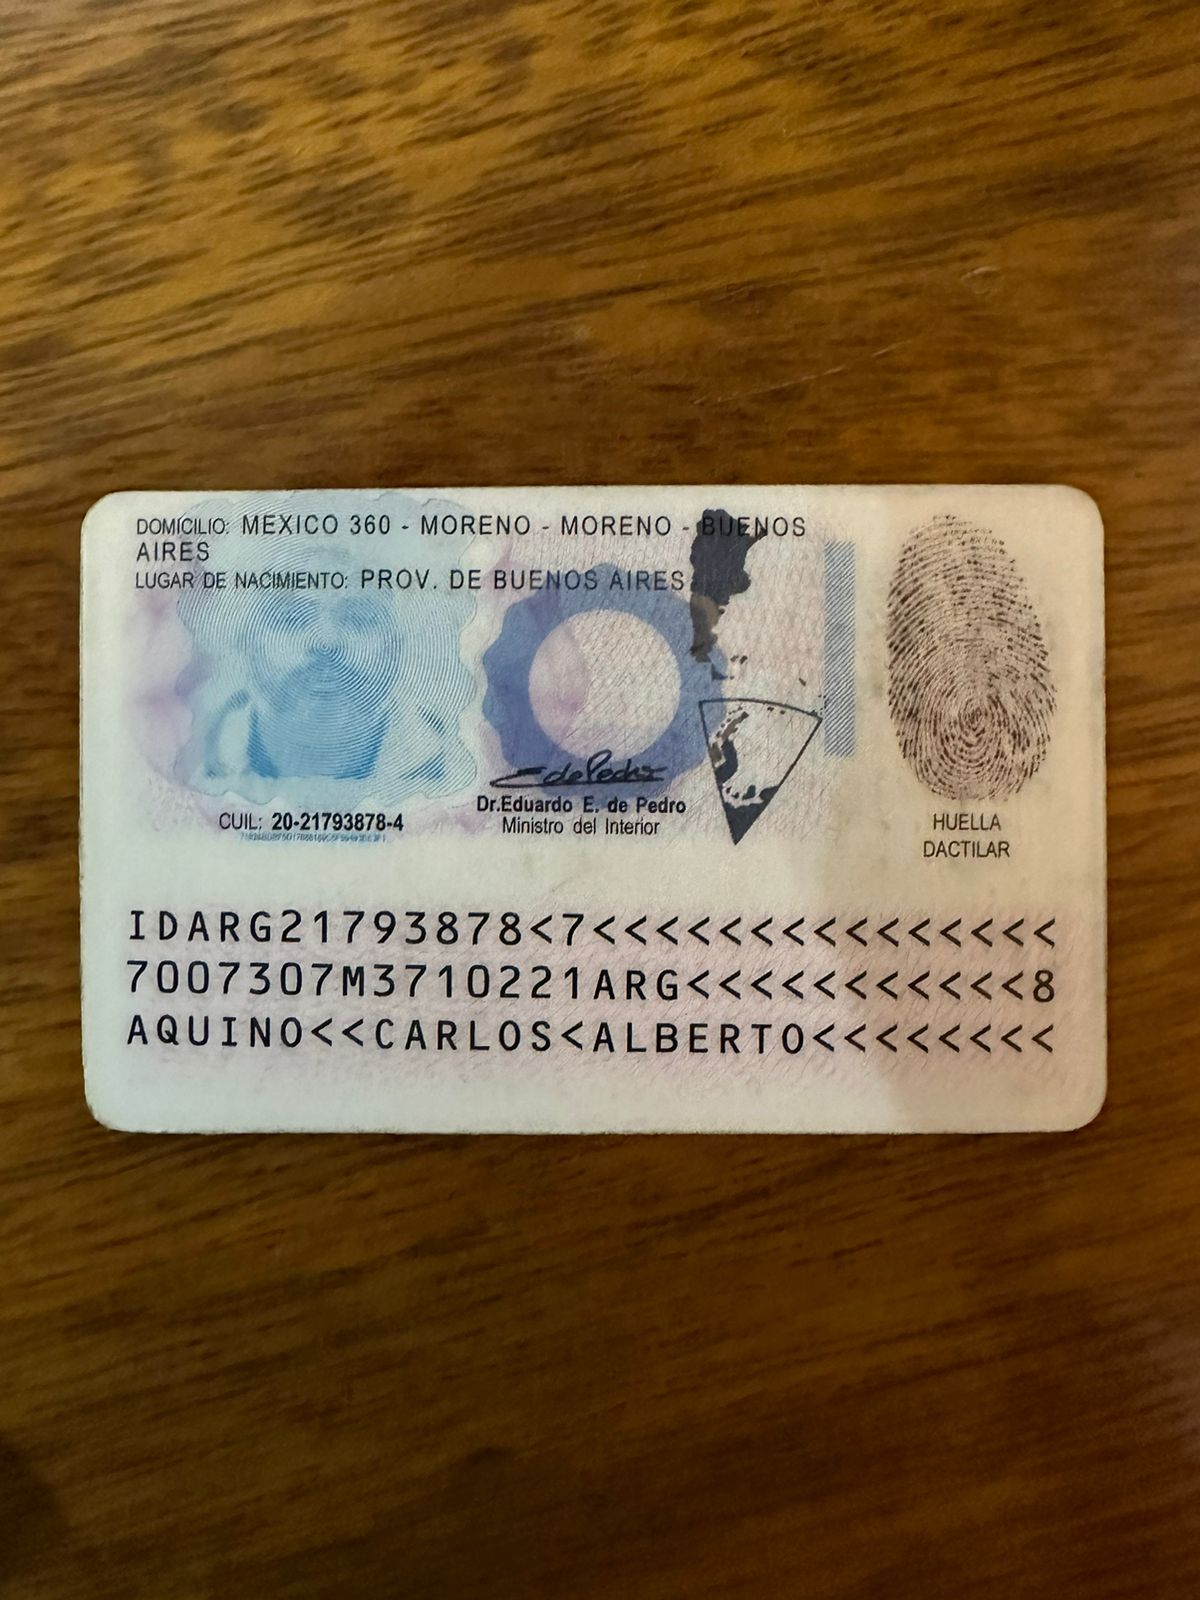 DOMICILIO: MEXICO 360 - MORENO - MORENO - BUENOS
AIRES
LUGAR DE NACIMIENTO: PROV. DE BUENOS AIRES
CUIL: 20-21793878-4
EdePedro
Dr.Eduardo E. de Pedro
Ministro del Interior
HUELLA
DACTILAR
IDARG21793878<7<<<<<<<<<<<<<<<
7007307M3710221ARG<<<<<<<<<<<8
AQUINO<<CARLOS<ALBERTO<<<<<<<<